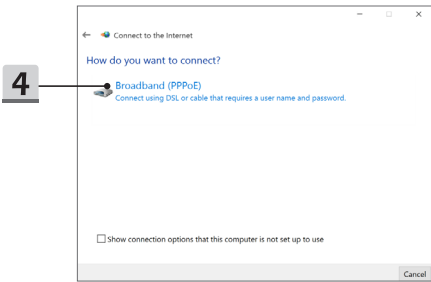 Connect to the Internet
How do you want to connect?
4
Broadband (PPPoE)
Connect using DSL or cable that requires a user name and password.
Show connection options that this computer is not set up to use
Cancel